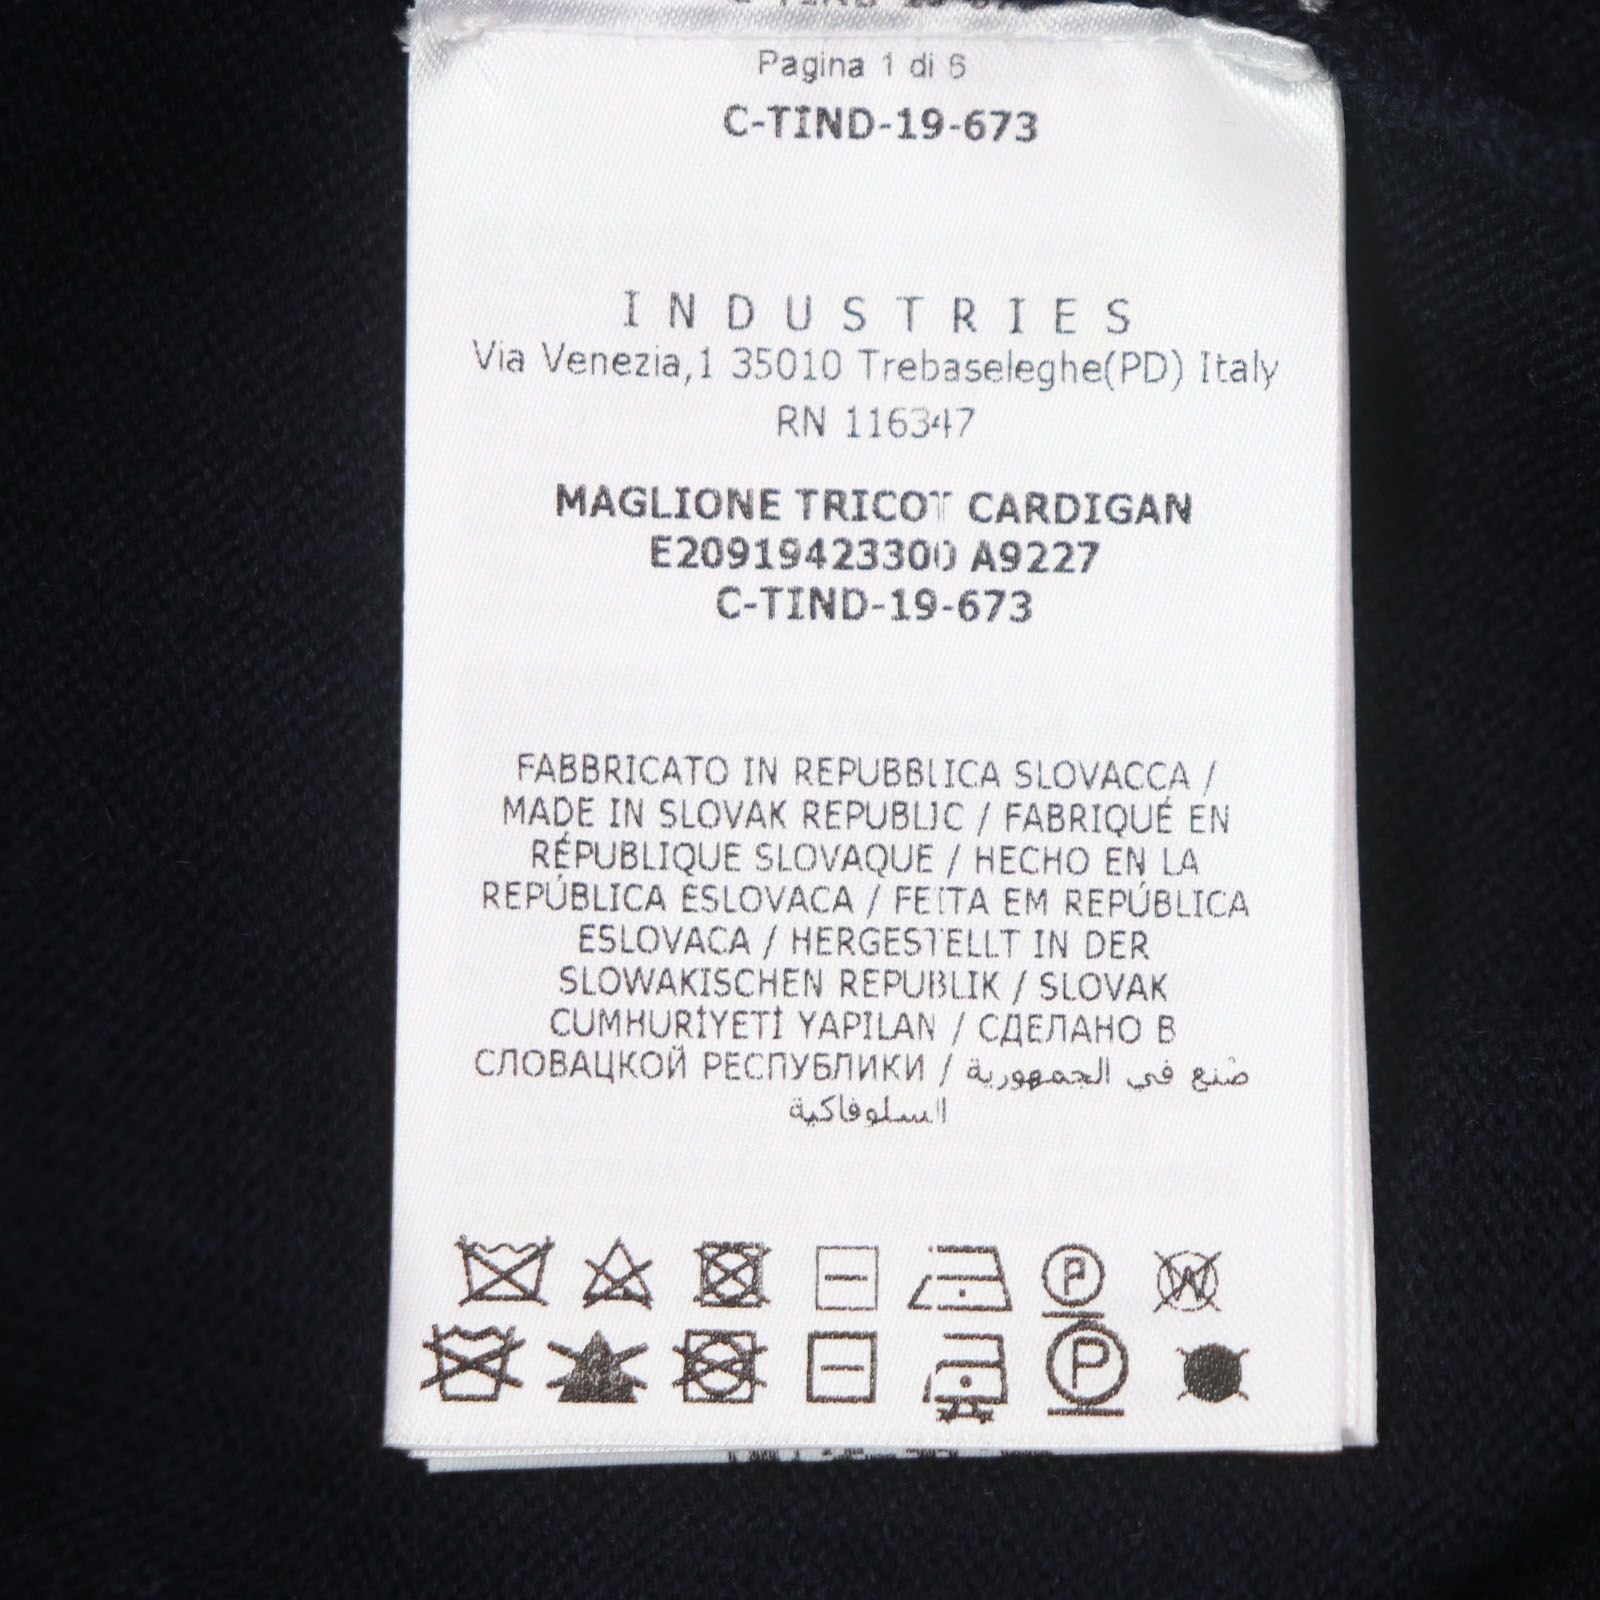 Pagina 1 di 6
C-TIND-19-673
INDUSTRIES
Via Venezia,1 35010 Trebaseleghe(PD) Italy
RN 116347
MAGLIONE TRICOT CARDIGAN
E20919423300 A9227
C-TIND-19-673
FABBRICATO IN REPUBBLICA SLOVACCA /
MADE IN SLOVAK REPUBLIC / FABRIQUÉ EN
RÉPUBLIQUE SLOVAQUE / HECHO EN LA
REPÚBLICA ESLOVACA / FEITA EM REPÚBLICA
ESLOVACA / HERGESTELLT IN DER
SLOWAKISCHEN REPUBLIK / SLOVAK
CUMHURİYETİ YAPILAN / СДЕЛАНО В
СЛОВАЦКОЙ РЕСПУБЛИКИ / صُنع في الجمهورية
السلوفاكية
P W
P